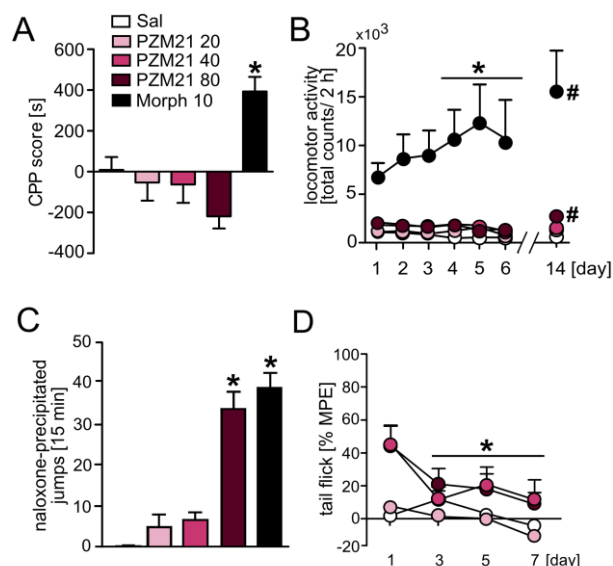 A
Sal
PZM21 20
PZM21 40
PZM21 80
Morph 10
CPP score [s]
600
400
200
0
-200
-400
*
B
locomotor activity
[total counts/ 2 h]
20
x10³
15
10
5
0
*
#
#
1 2 3 4 5 6 14 [day]
C
naloxone-precipitated
jumps [15 min]
50
40
30
20
10
0
* *
D
tail flick [% MPE]
100
80
60
40
20
0
-20
*
1 3 5 7 [day]